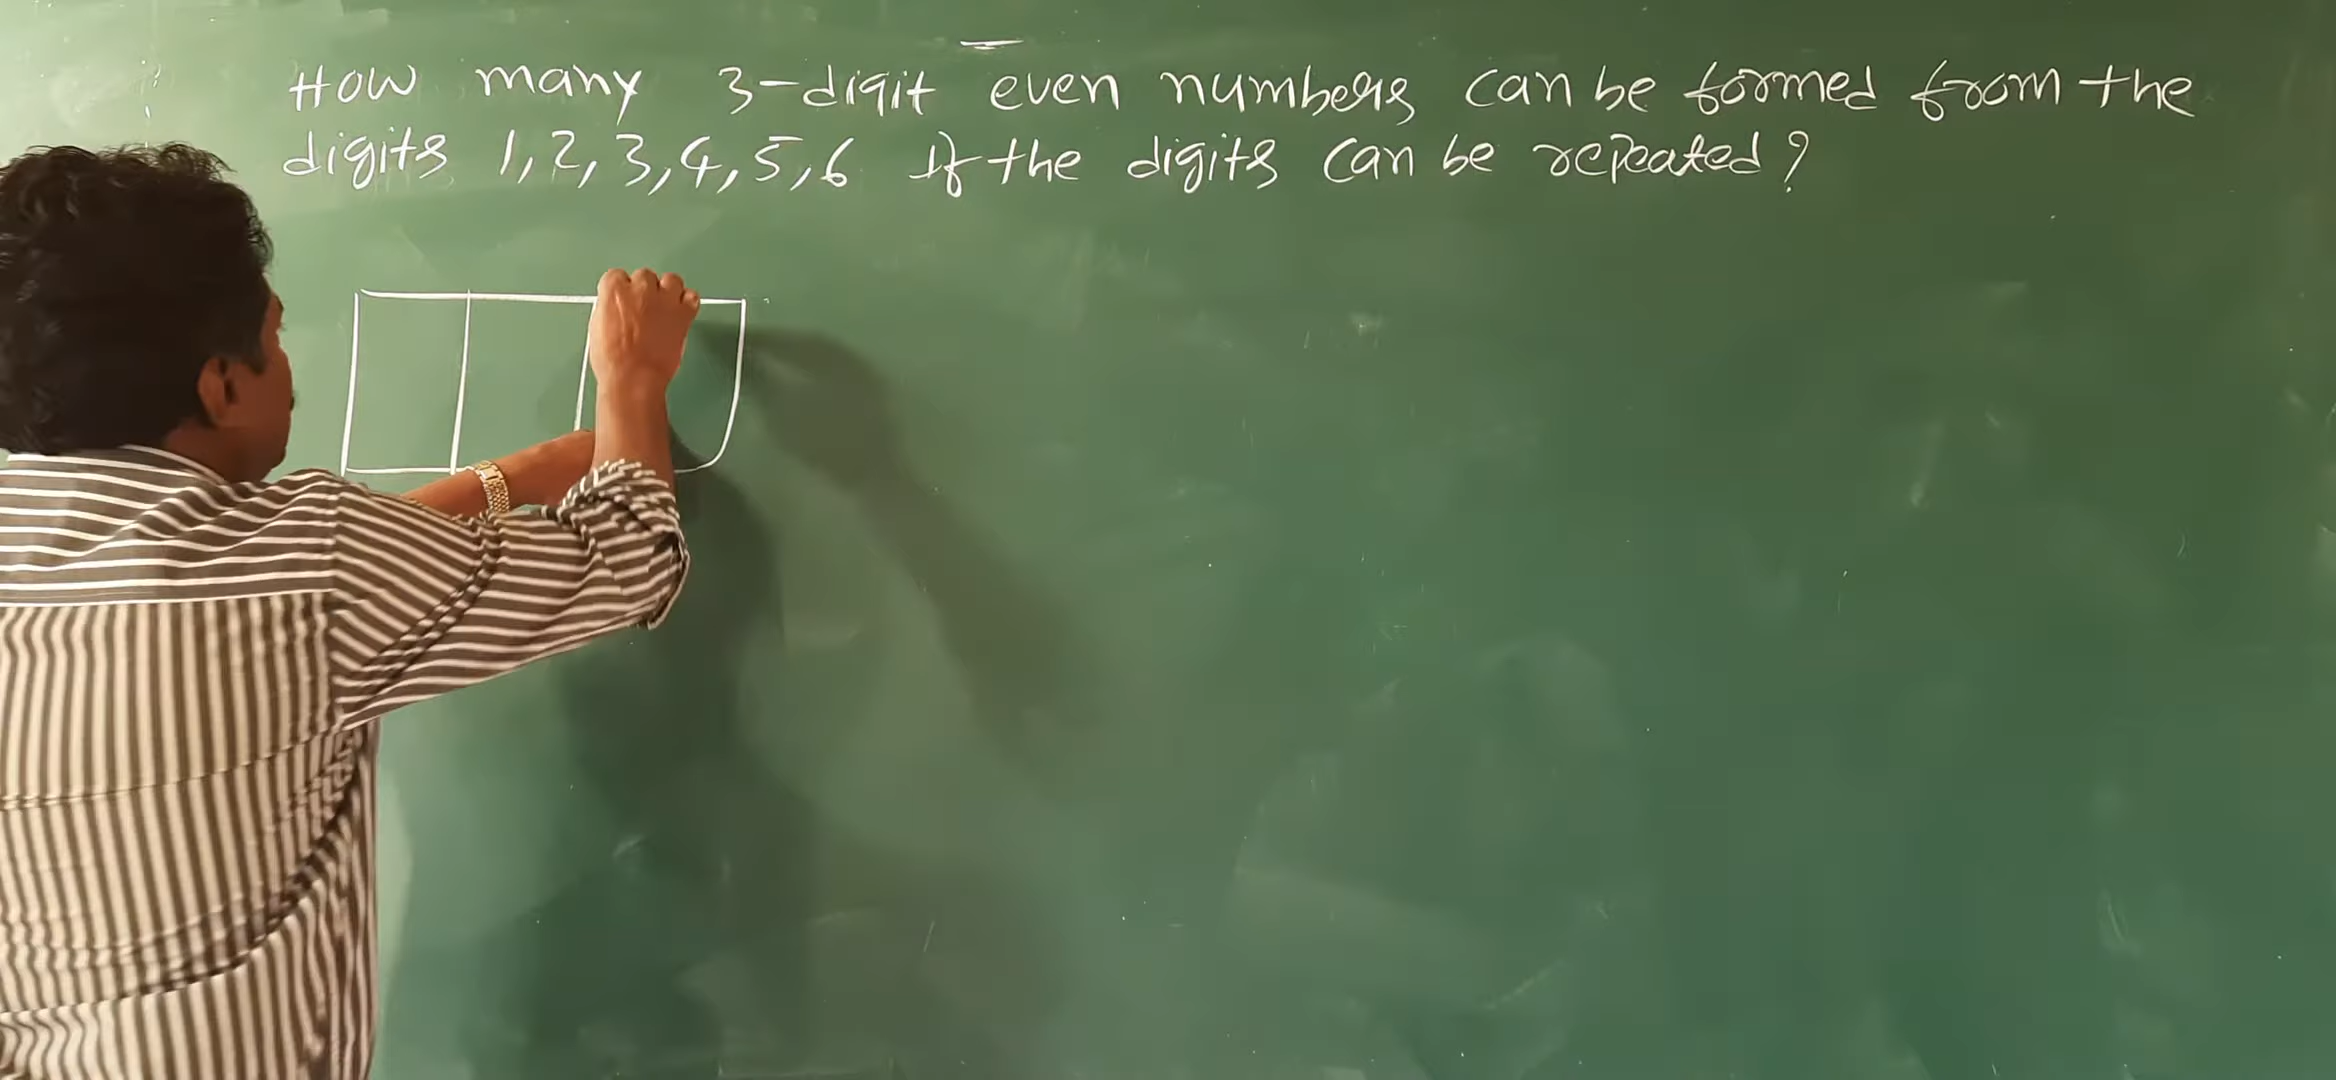 How many 3-digit even numbers can be formed from the
digits 1, 2, 3, 4, 5, 6 If the digits can be repeated?